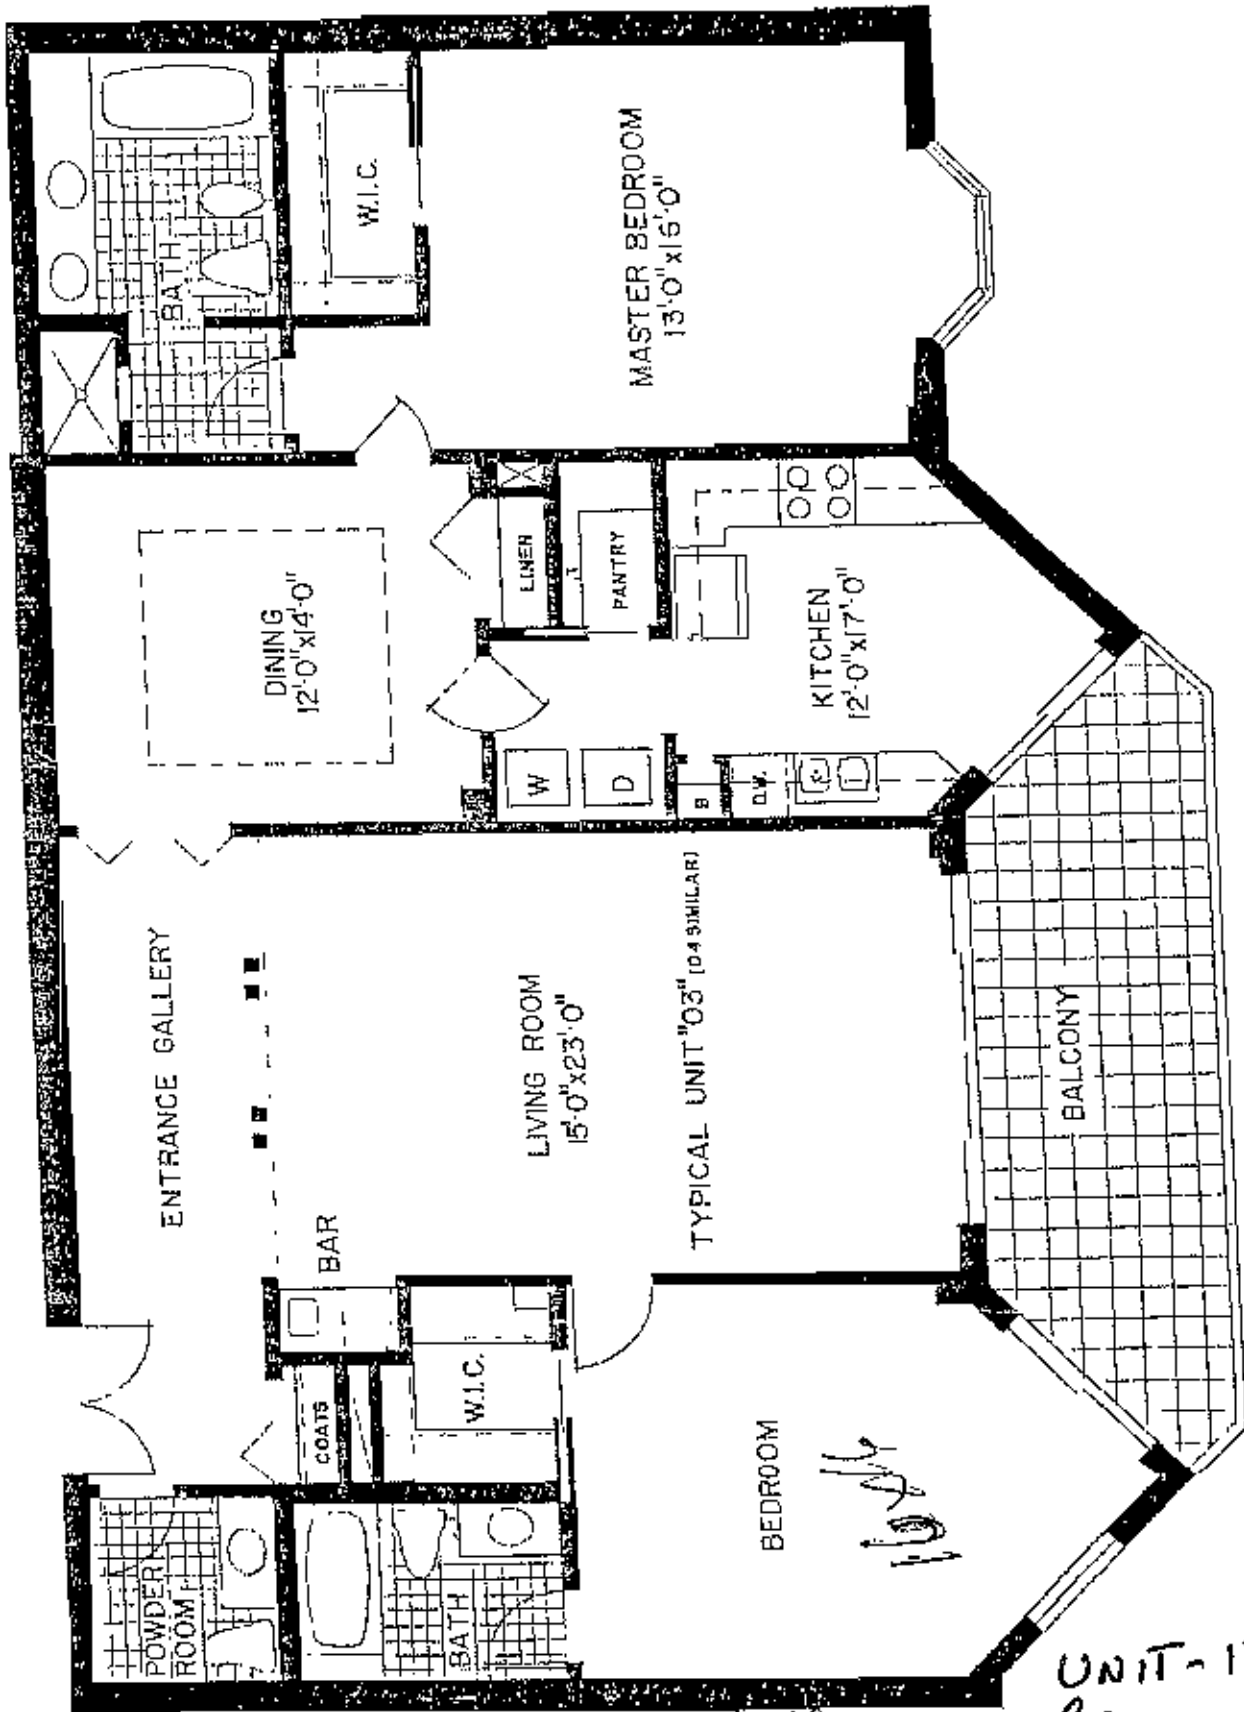 BATH
W.I.C.
MASTER BEDROOM
13'-0"x16'-0"
DINING
12'-0"x14'-0"
LINEN
PANTRY
KITCHEN
12'-0"x17'-0"
W
D
B
D.W.
ENTRANCE GALLERY
LIVING ROOM
15'-0"x23'-0"
TYPICAL UNIT "03" [04 SIMILAR]
BALCONY
BAR
COATS
W.I.C.
POWDER
ROOM
BATH
BEDROOM
UNIT-1